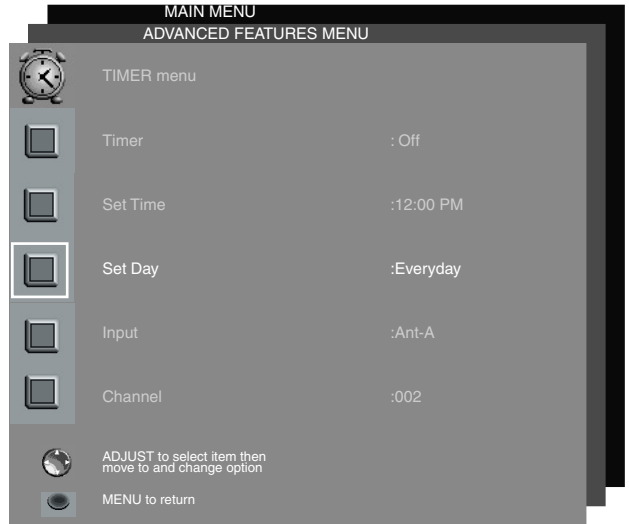 MAIN MENU
ADVANCED FEATURES MENU
TIMER menu
Timer : Off
Set Time :12:00 PM
Set Day :Everyday
Input :Ant-A
Channel :002
ADJUST to select item then
move to and change option
MENU to return